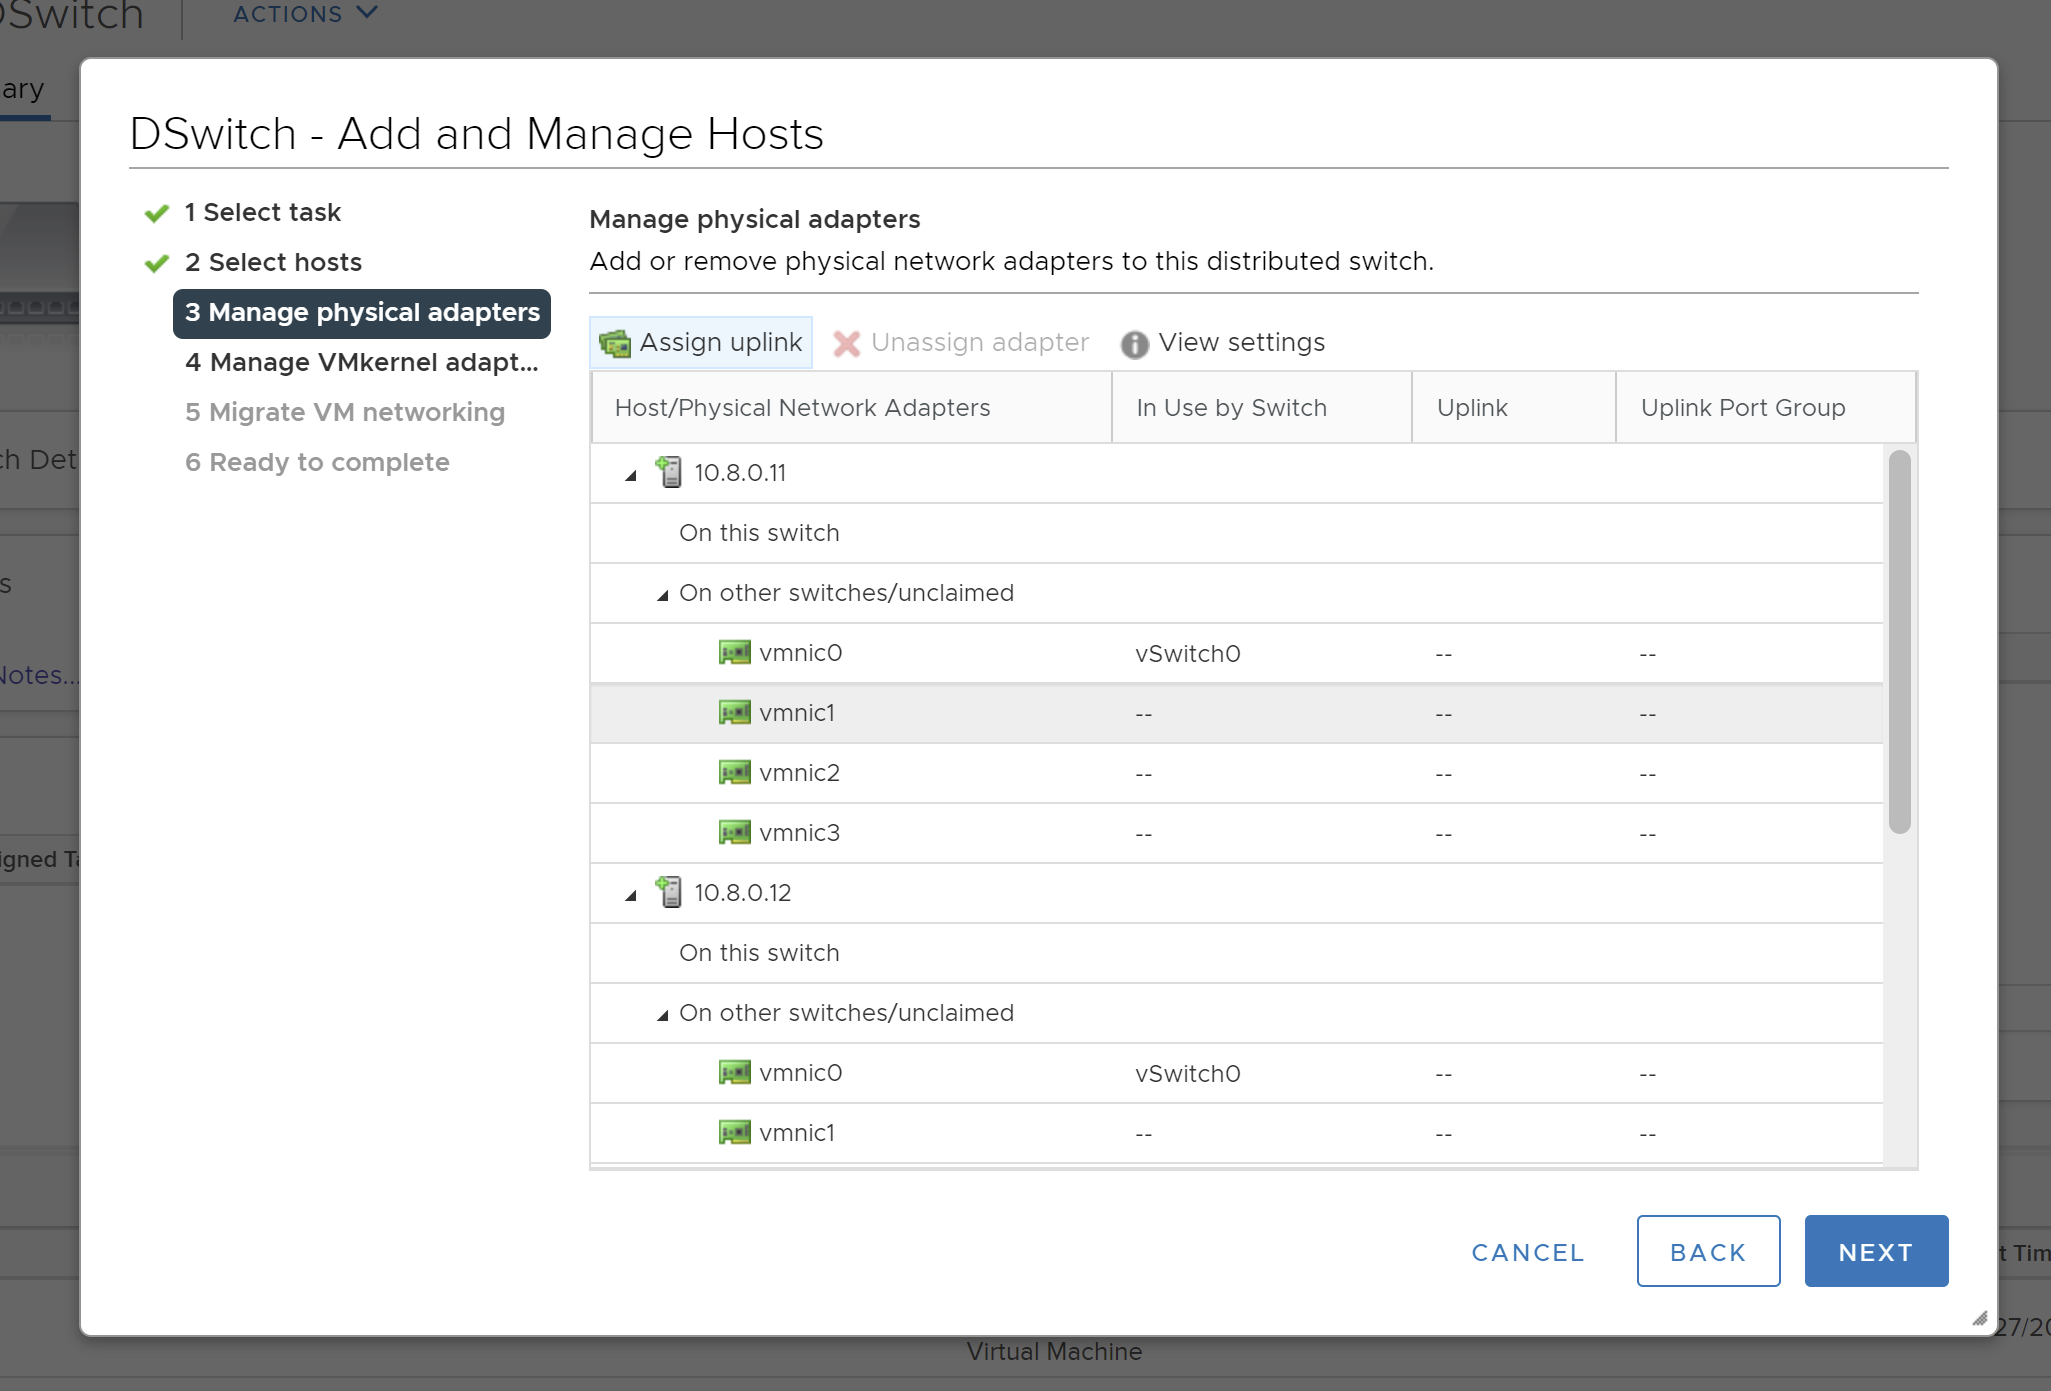 DSwitch
ACTIONS
ary
DSwitch - Add and Manage Hosts
1 Select task
2 Select hosts
3 Manage physical adapters
4 Manage VMkernel adapt...
5 Migrate VM networking
6 Ready to complete
Manage physical adapters
Add or remove physical network adapters to this distributed switch.
Assign uplink Unassign adapter View settings
Host/Physical Network Adapters In Use by Switch Uplink Uplink Port Group
10.8.0.11
On this switch
On other switches/unclaimed
vmnic0 vSwitch0 -- --
vmnic1 -- -- --
vmnic2 -- -- --
vmnic3 -- -- --
10.8.0.12
On this switch
On other switches/unclaimed
vmnic0 vSwitch0 -- --
vmnic1 -- -- --
CANCEL BACK NEXT
ch Det
s
Notes...
igned Ta
t Tim
27/20
Virtual Machine